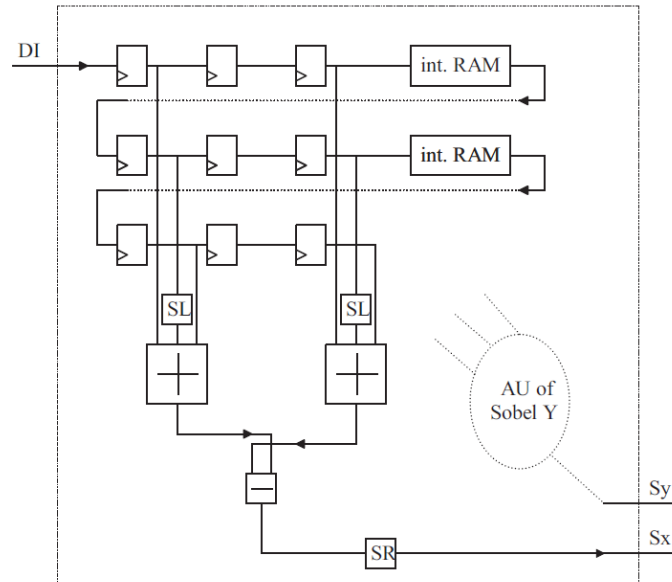 DI
int. RAM
int. RAM
SL
SL
AU of
Sobel Y
Sy
Sx
SR